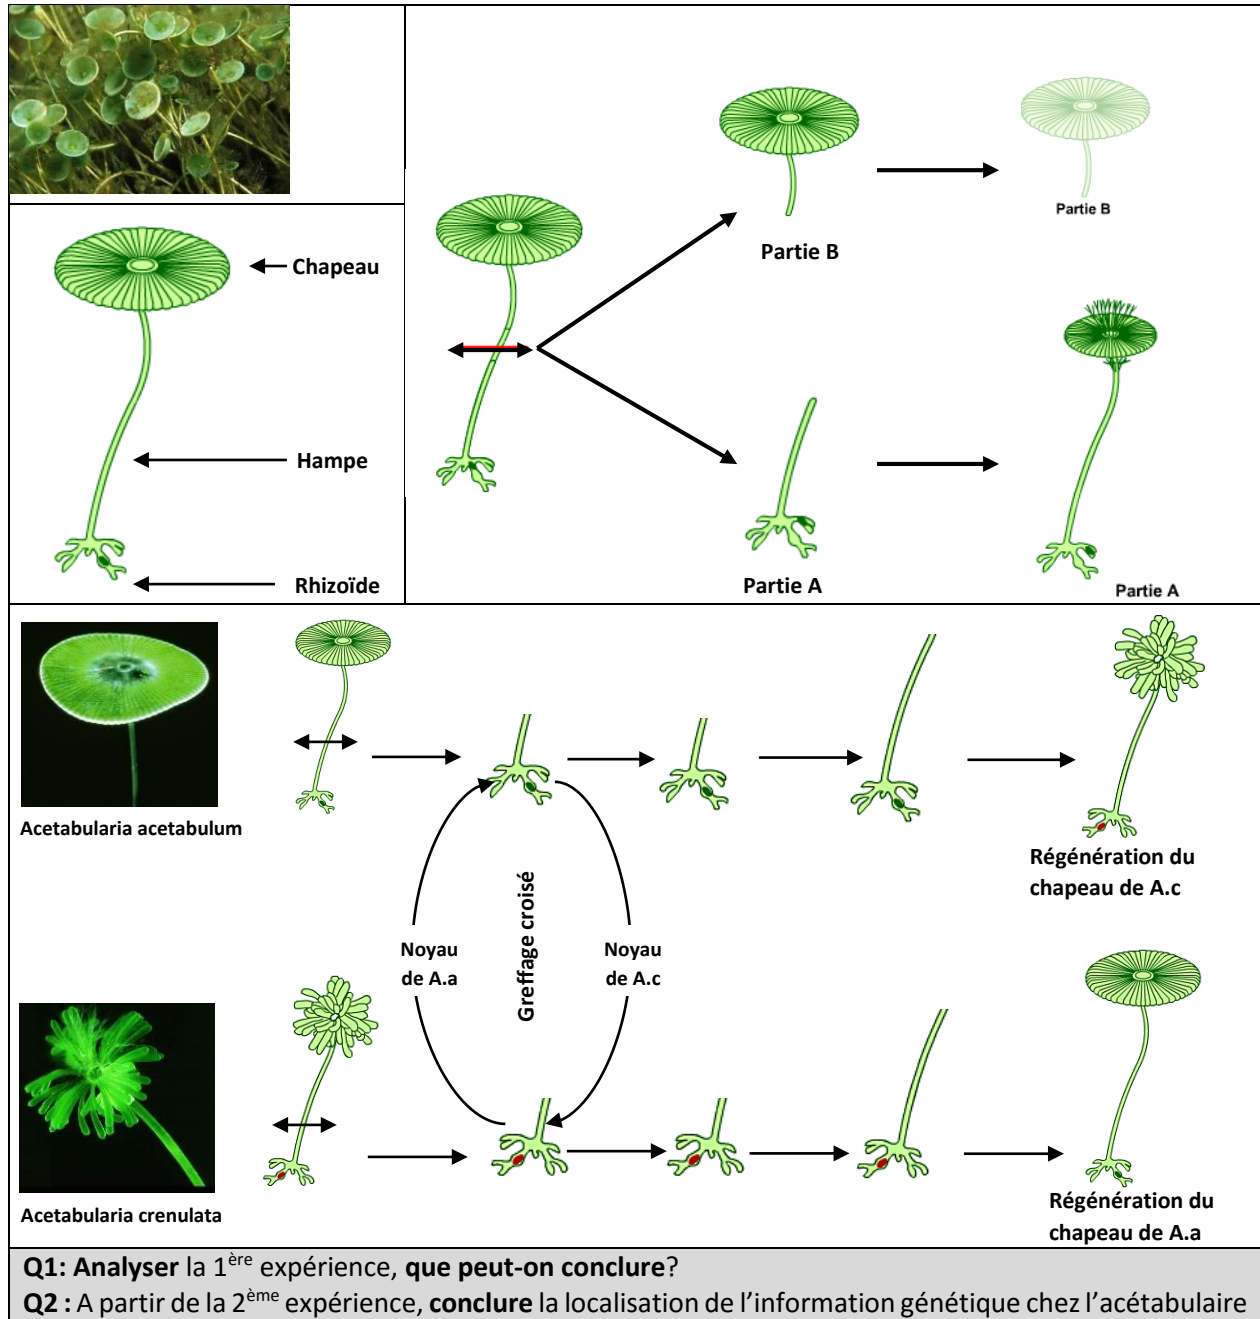 Chapeau
Hampe
Rhizoïde
Partie B
Partie B
Partie A
Partie A
Acetabularia acetabulum
Régénération du
chapeau de A.c
Greffage croisé
Noyau
de A.a
Noyau
de A.c
Acetabularia crenulata
Régénération du
chapeau de A.a
Q1: Analyser la 1ère expérience, que peut-on conclure?
Q2 : A partir de la 2ème expérience, conclure la localisation de l’information génétique chez l’acétabulaire